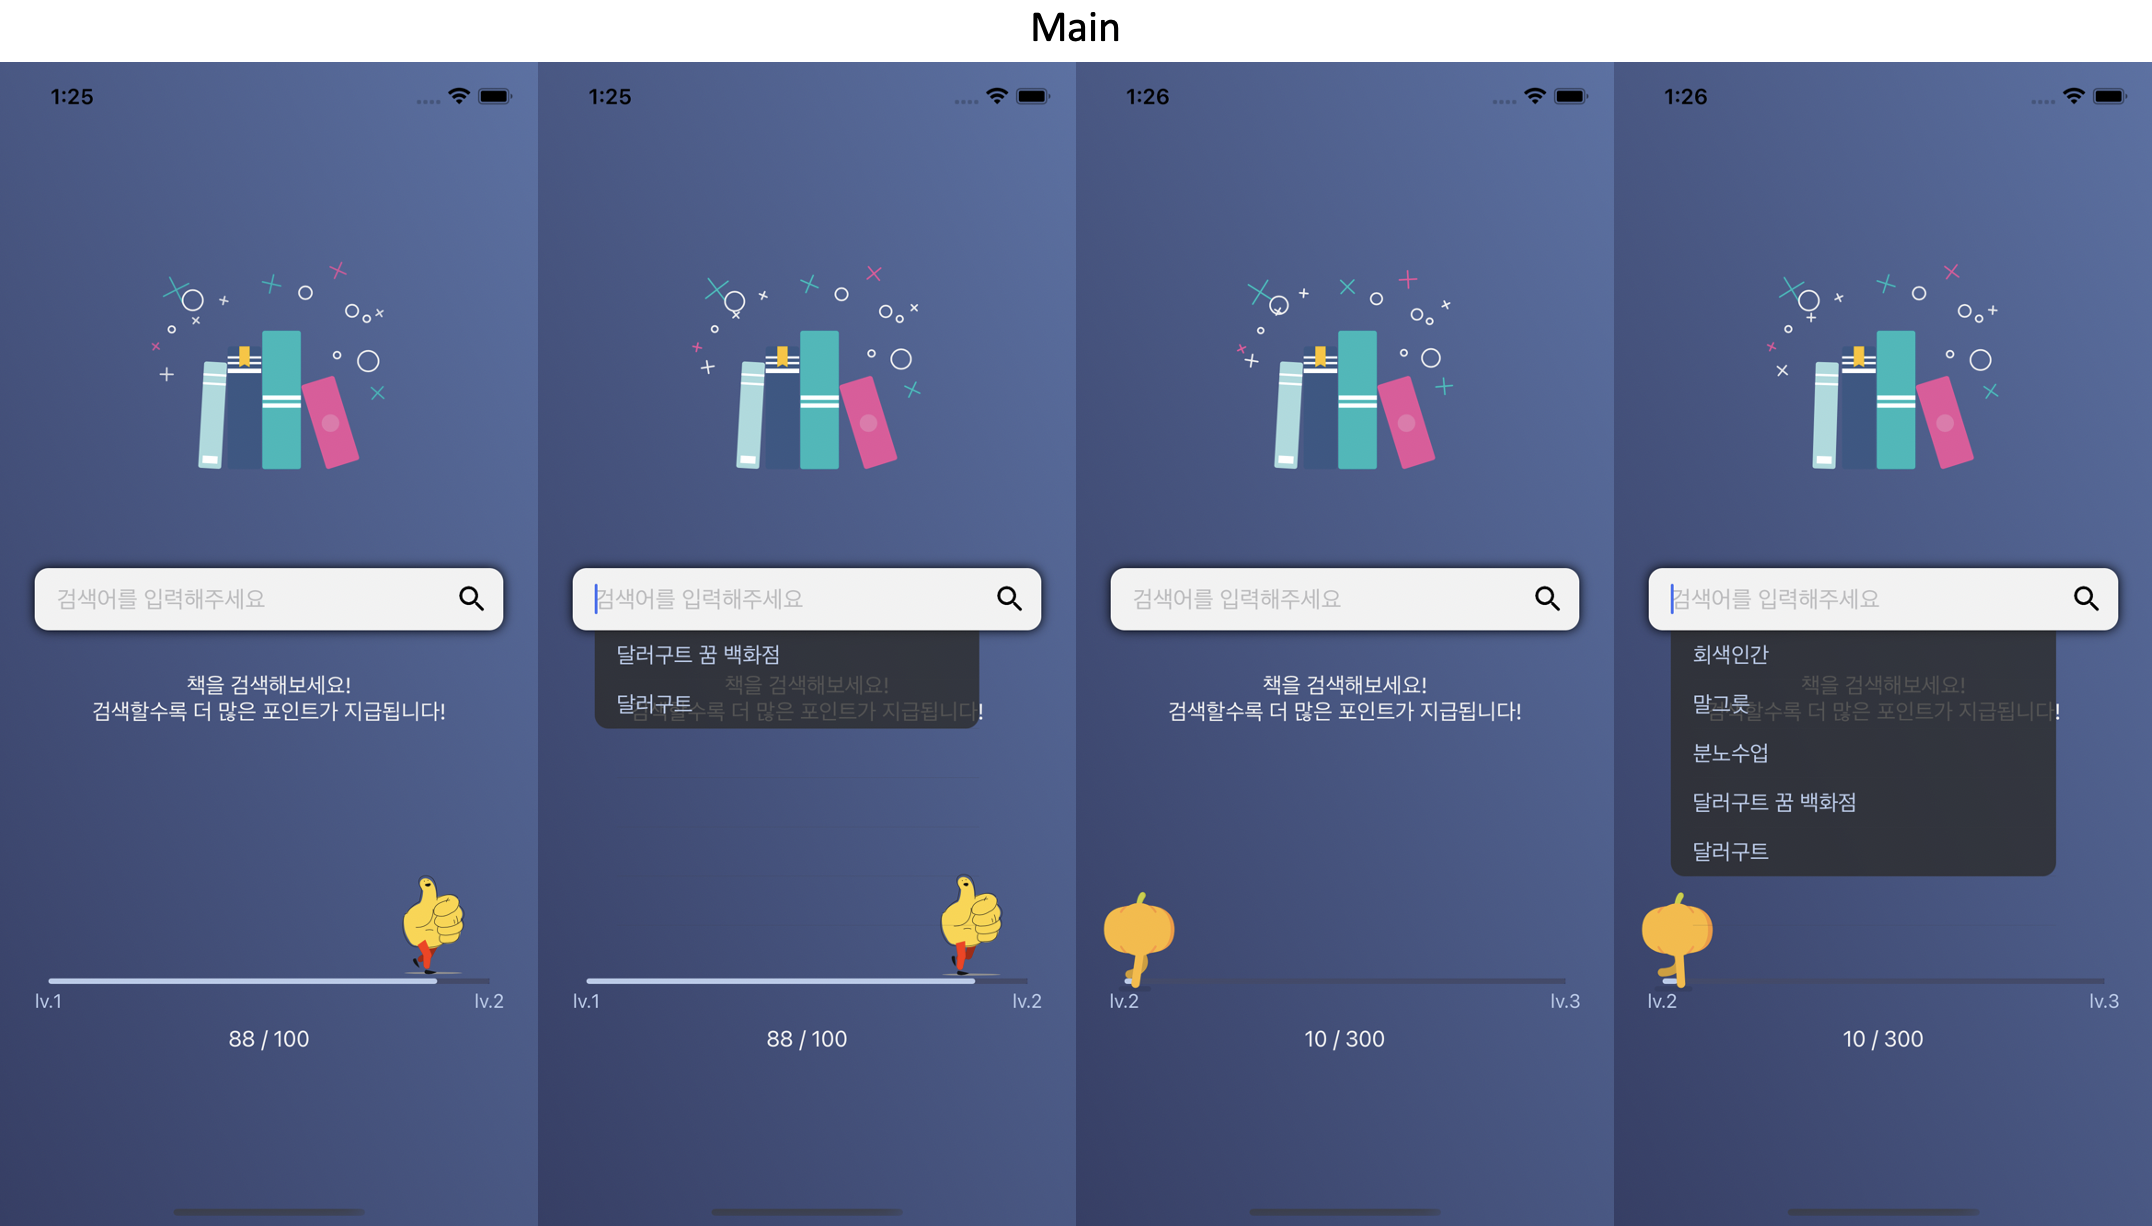 Main
1:25
검색어를 입력해주세요
책을 검색해보세요!
검색할수록 더 많은 포인트가 지급됩니다!
lv.1 lv.2
88 / 100
1:25
검색어를 입력해주세요
달러구트 꿈 백화점
책을 검색해보세요!
달러구트
검색할수록 더 많은 포인트가 지급됩니다!
lv.1 lv.2
88 / 100
1:26
검색어를 입력해주세요
책을 검색해보세요!
검색할수록 더 많은 포인트가 지급됩니다!
lv.2 lv.3
10 / 300
1:26
검색어를 입력해주세요
회색인간
책을 검색해보세요!
말그릇
검색할수록 더 많은 포인트가 지급됩니다!
분노수업
달러구트 꿈 백화점
달러구트
lv.2 lv.3
10 / 300